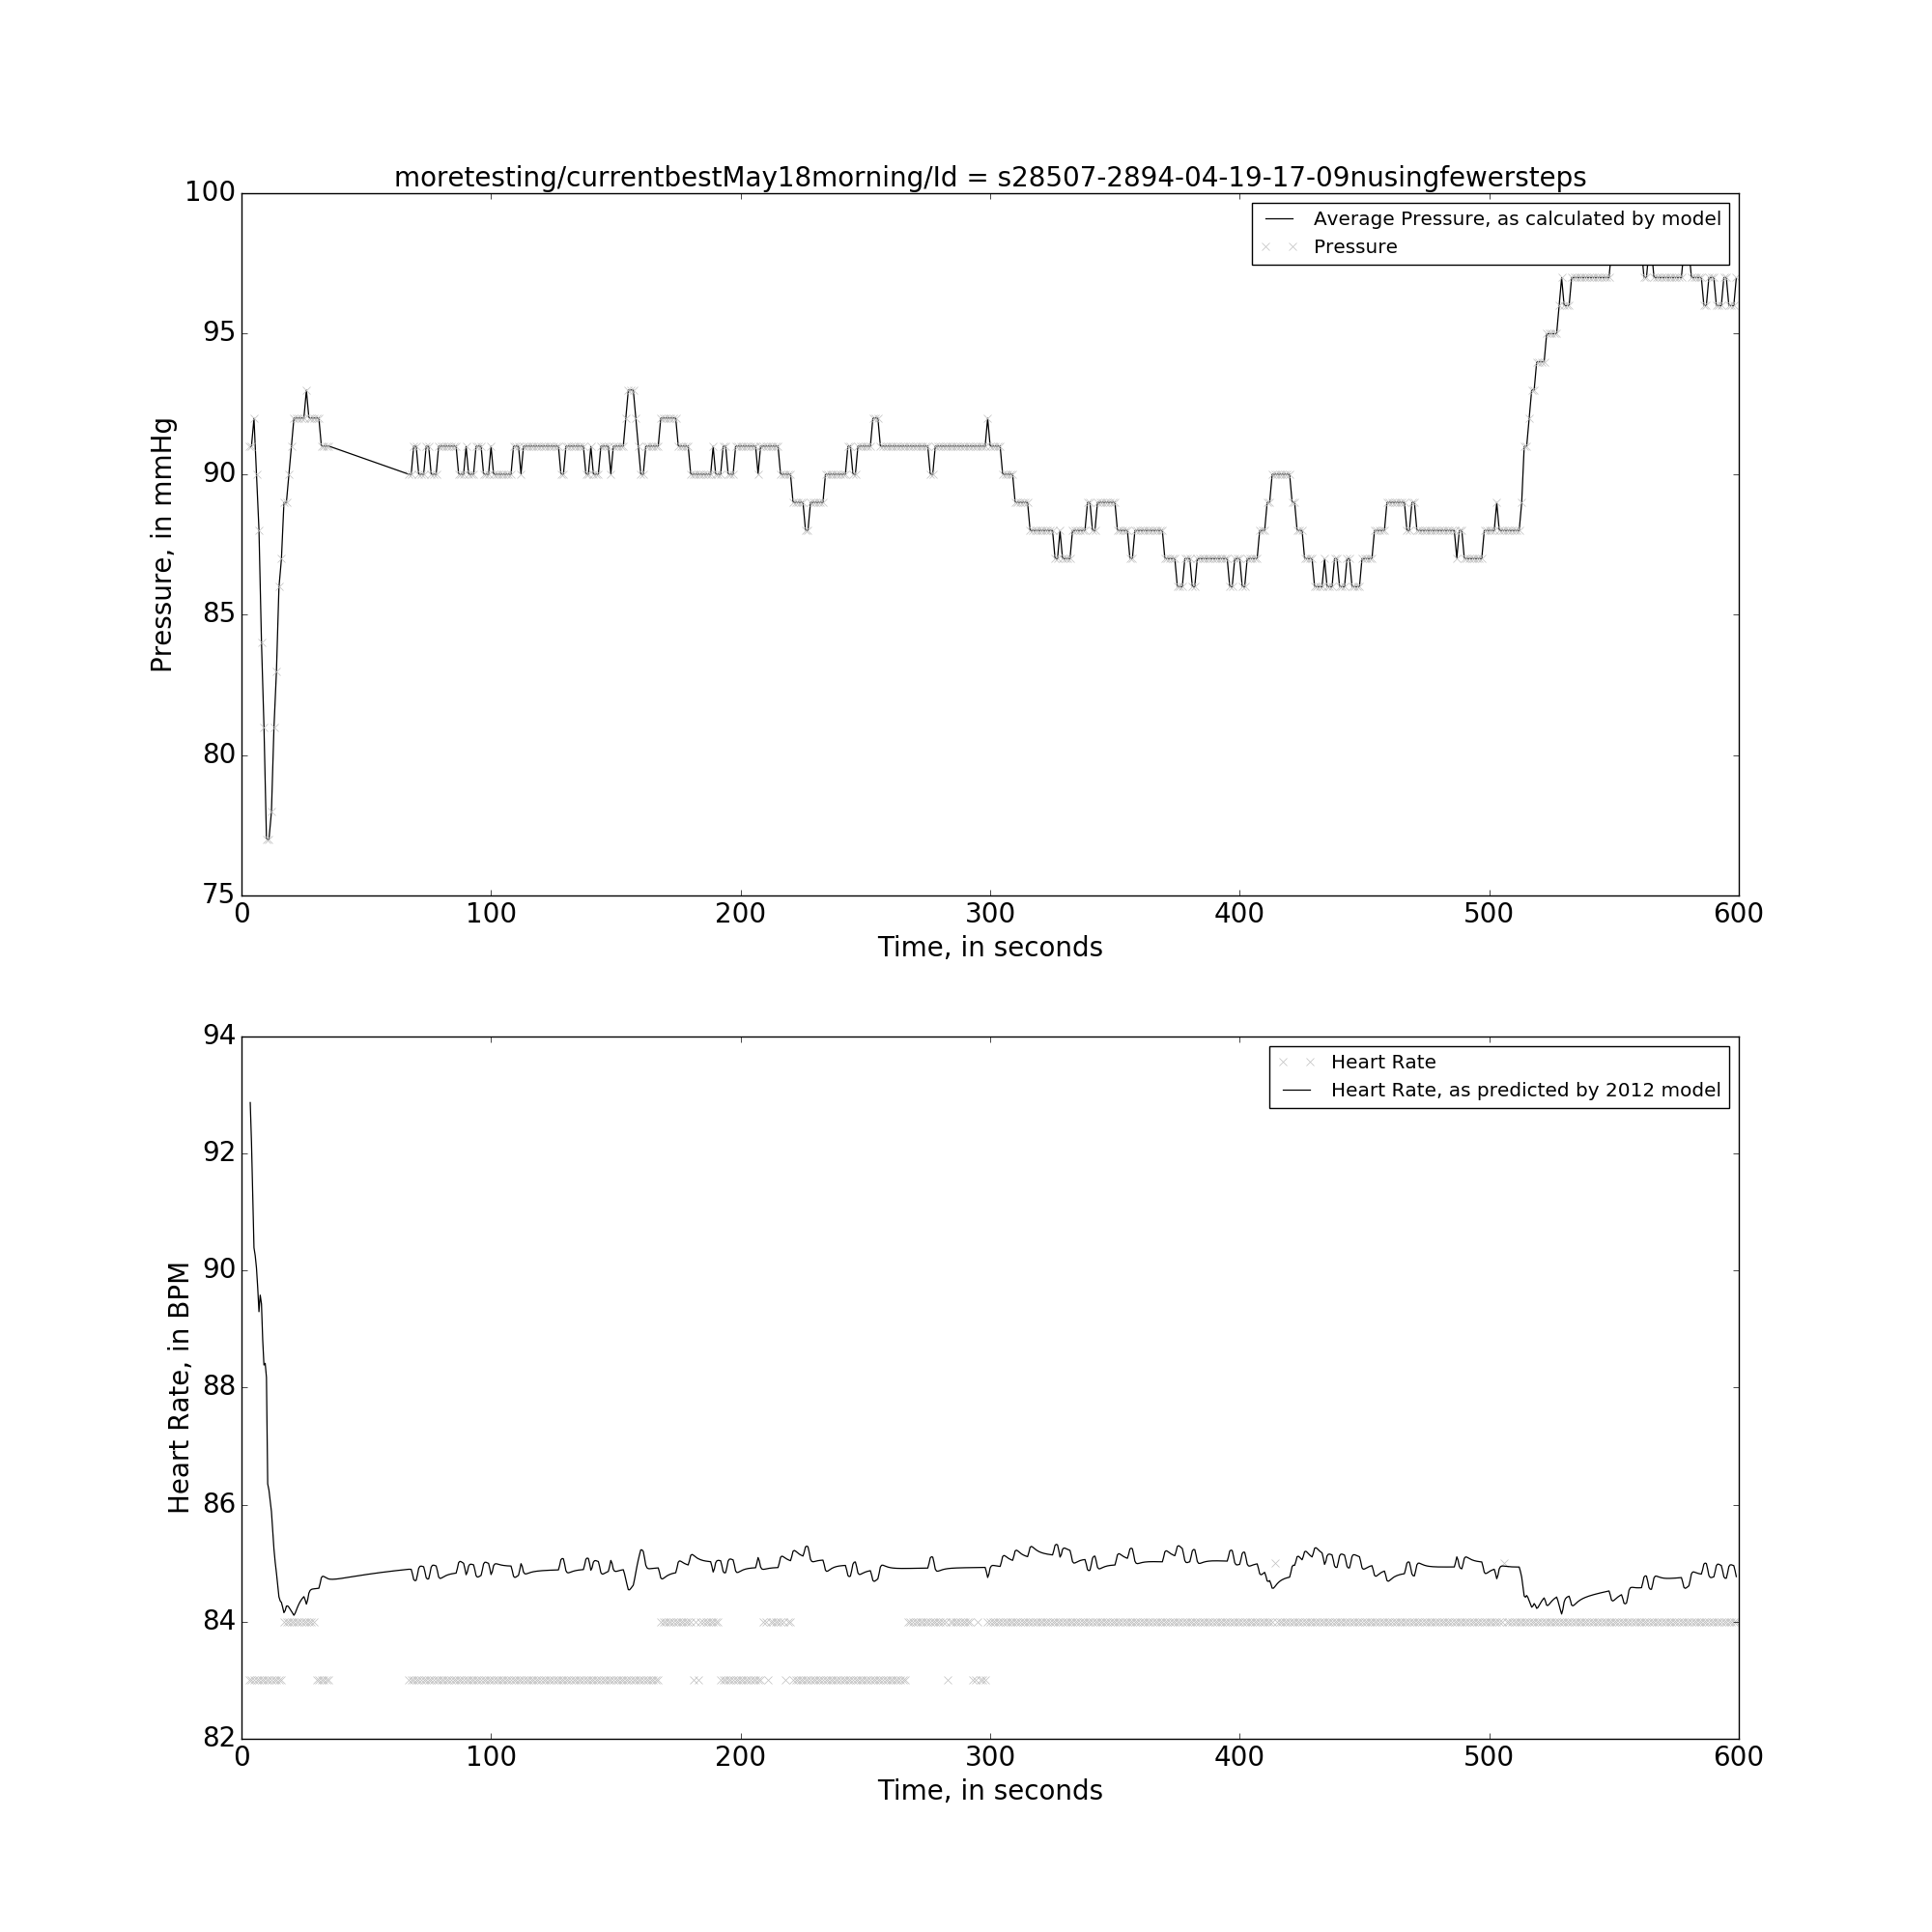 moretesting/currentbestMay18morning/Id = s28507-2894-04-19-17-09nusingfewersteps
100
95
90
85
80
75
Pressure, in mmHg
Average Pressure, as calculated by model
Pressure
0 100 200 300 400 500 600
Time, in seconds
94
92
90
88
86
84
82
Heart Rate, in BPM
Heart Rate
Heart Rate, as predicted by 2012 model
0 100 200 300 400 500 600
Time, in seconds